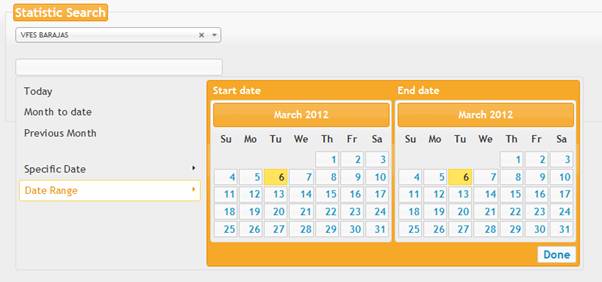 Statistic Search
VFES BARAJAS
Today
Month to date
Previous Month
Specific Date
Date Range
Start date
March 2012
Su Mo Tu We Th Fr Sa
1 2 3
4 5 6 7 8 9 10
11 12 13 14 15 16 17
18 19 20 21 22 23 24
25 26 27 28 29 30 31
End date
March 2012
Su Mo Tu We Th Fr Sa
1 2 3
4 5 6 7 8 9 10
11 12 13 14 15 16 17
18 19 20 21 22 23 24
25 26 27 28 29 30 31
Done